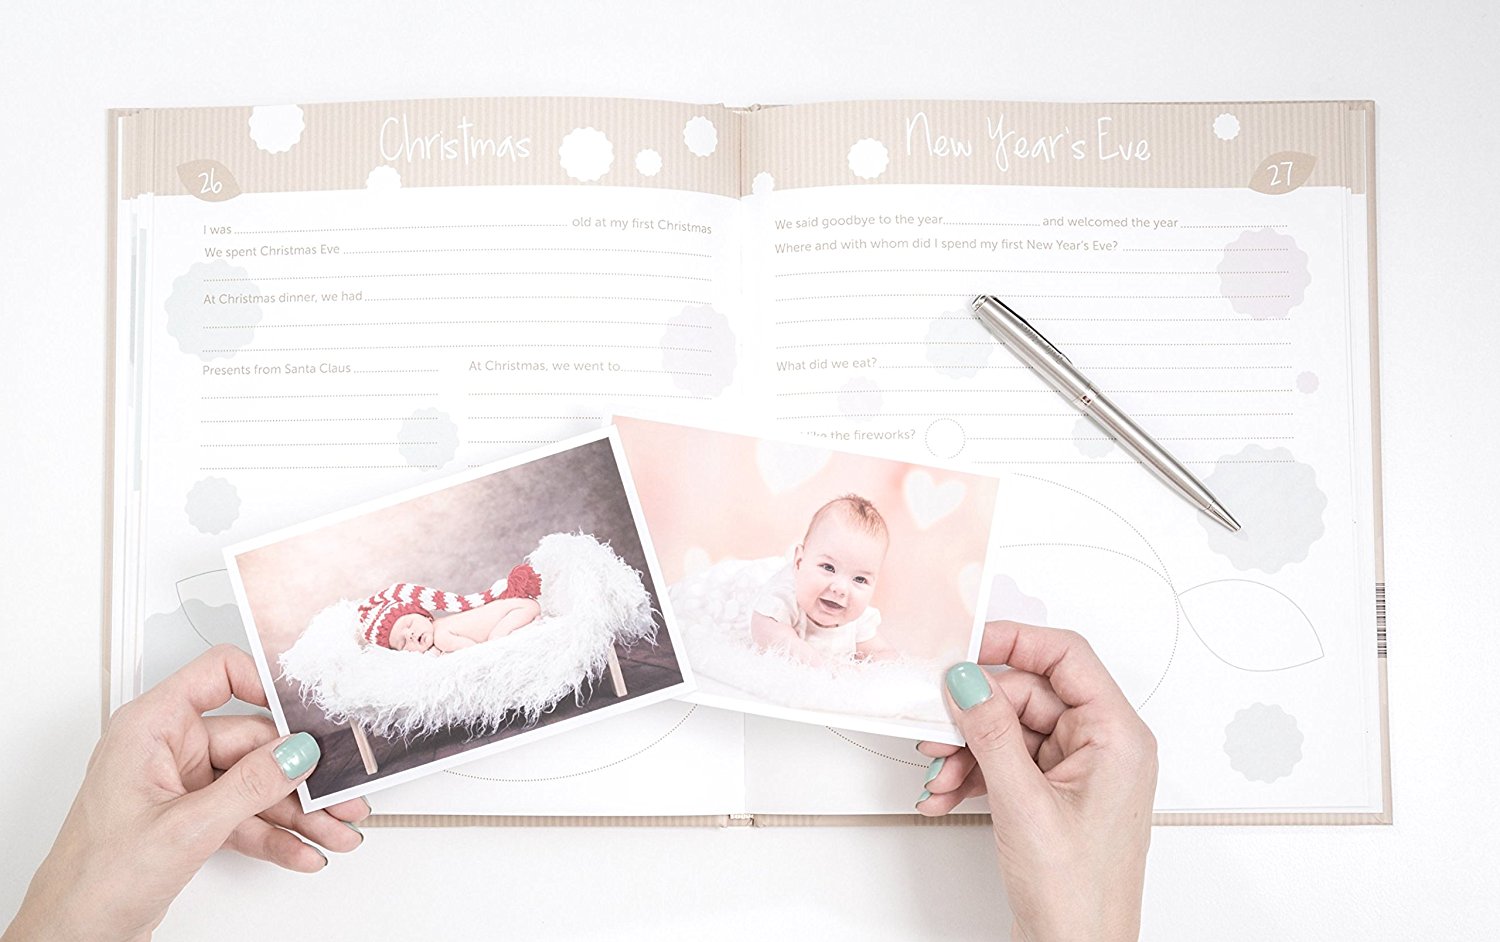 Christmas
26
I was old at my first Christmas
We spent Christmas Eve
At Christmas dinner, we had
Presents from Santa Claus
At Christmas, we went to
New Year's Eve
27
We said goodbye to the year and welcomed the year
Where and with whom did I spend my first New Year's Eve?
What did we eat?
the fireworks?